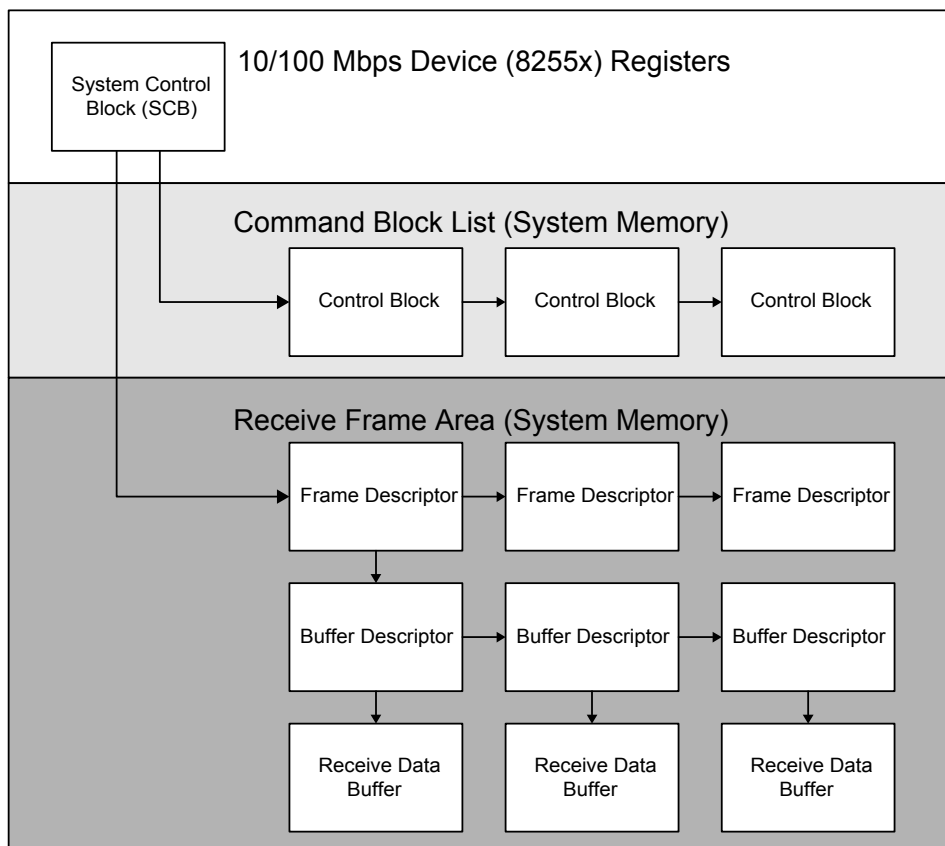 10/100 Mbps Device (8255x) Registers
System Control
Block (SCB)
Command Block List (System Memory)
Control Block
Control Block
Control Block
Receive Frame Area (System Memory)
Frame Descriptor
Frame Descriptor
Frame Descriptor
Buffer Descriptor
Buffer Descriptor
Buffer Descriptor
Receive Data
Buffer
Receive Data
Buffer
Receive Data
Buffer